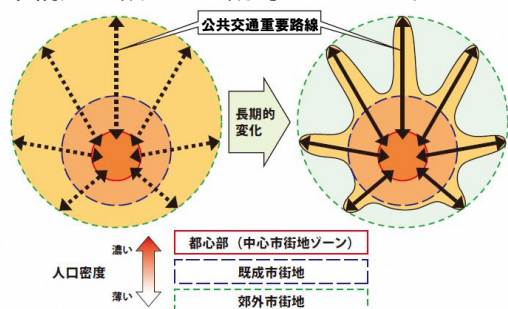 公共交通重要路線
長期的
変化
濃い
人口密度
薄い
都心部（中心市街地ゾーン）
既成市街地
郊外市街地